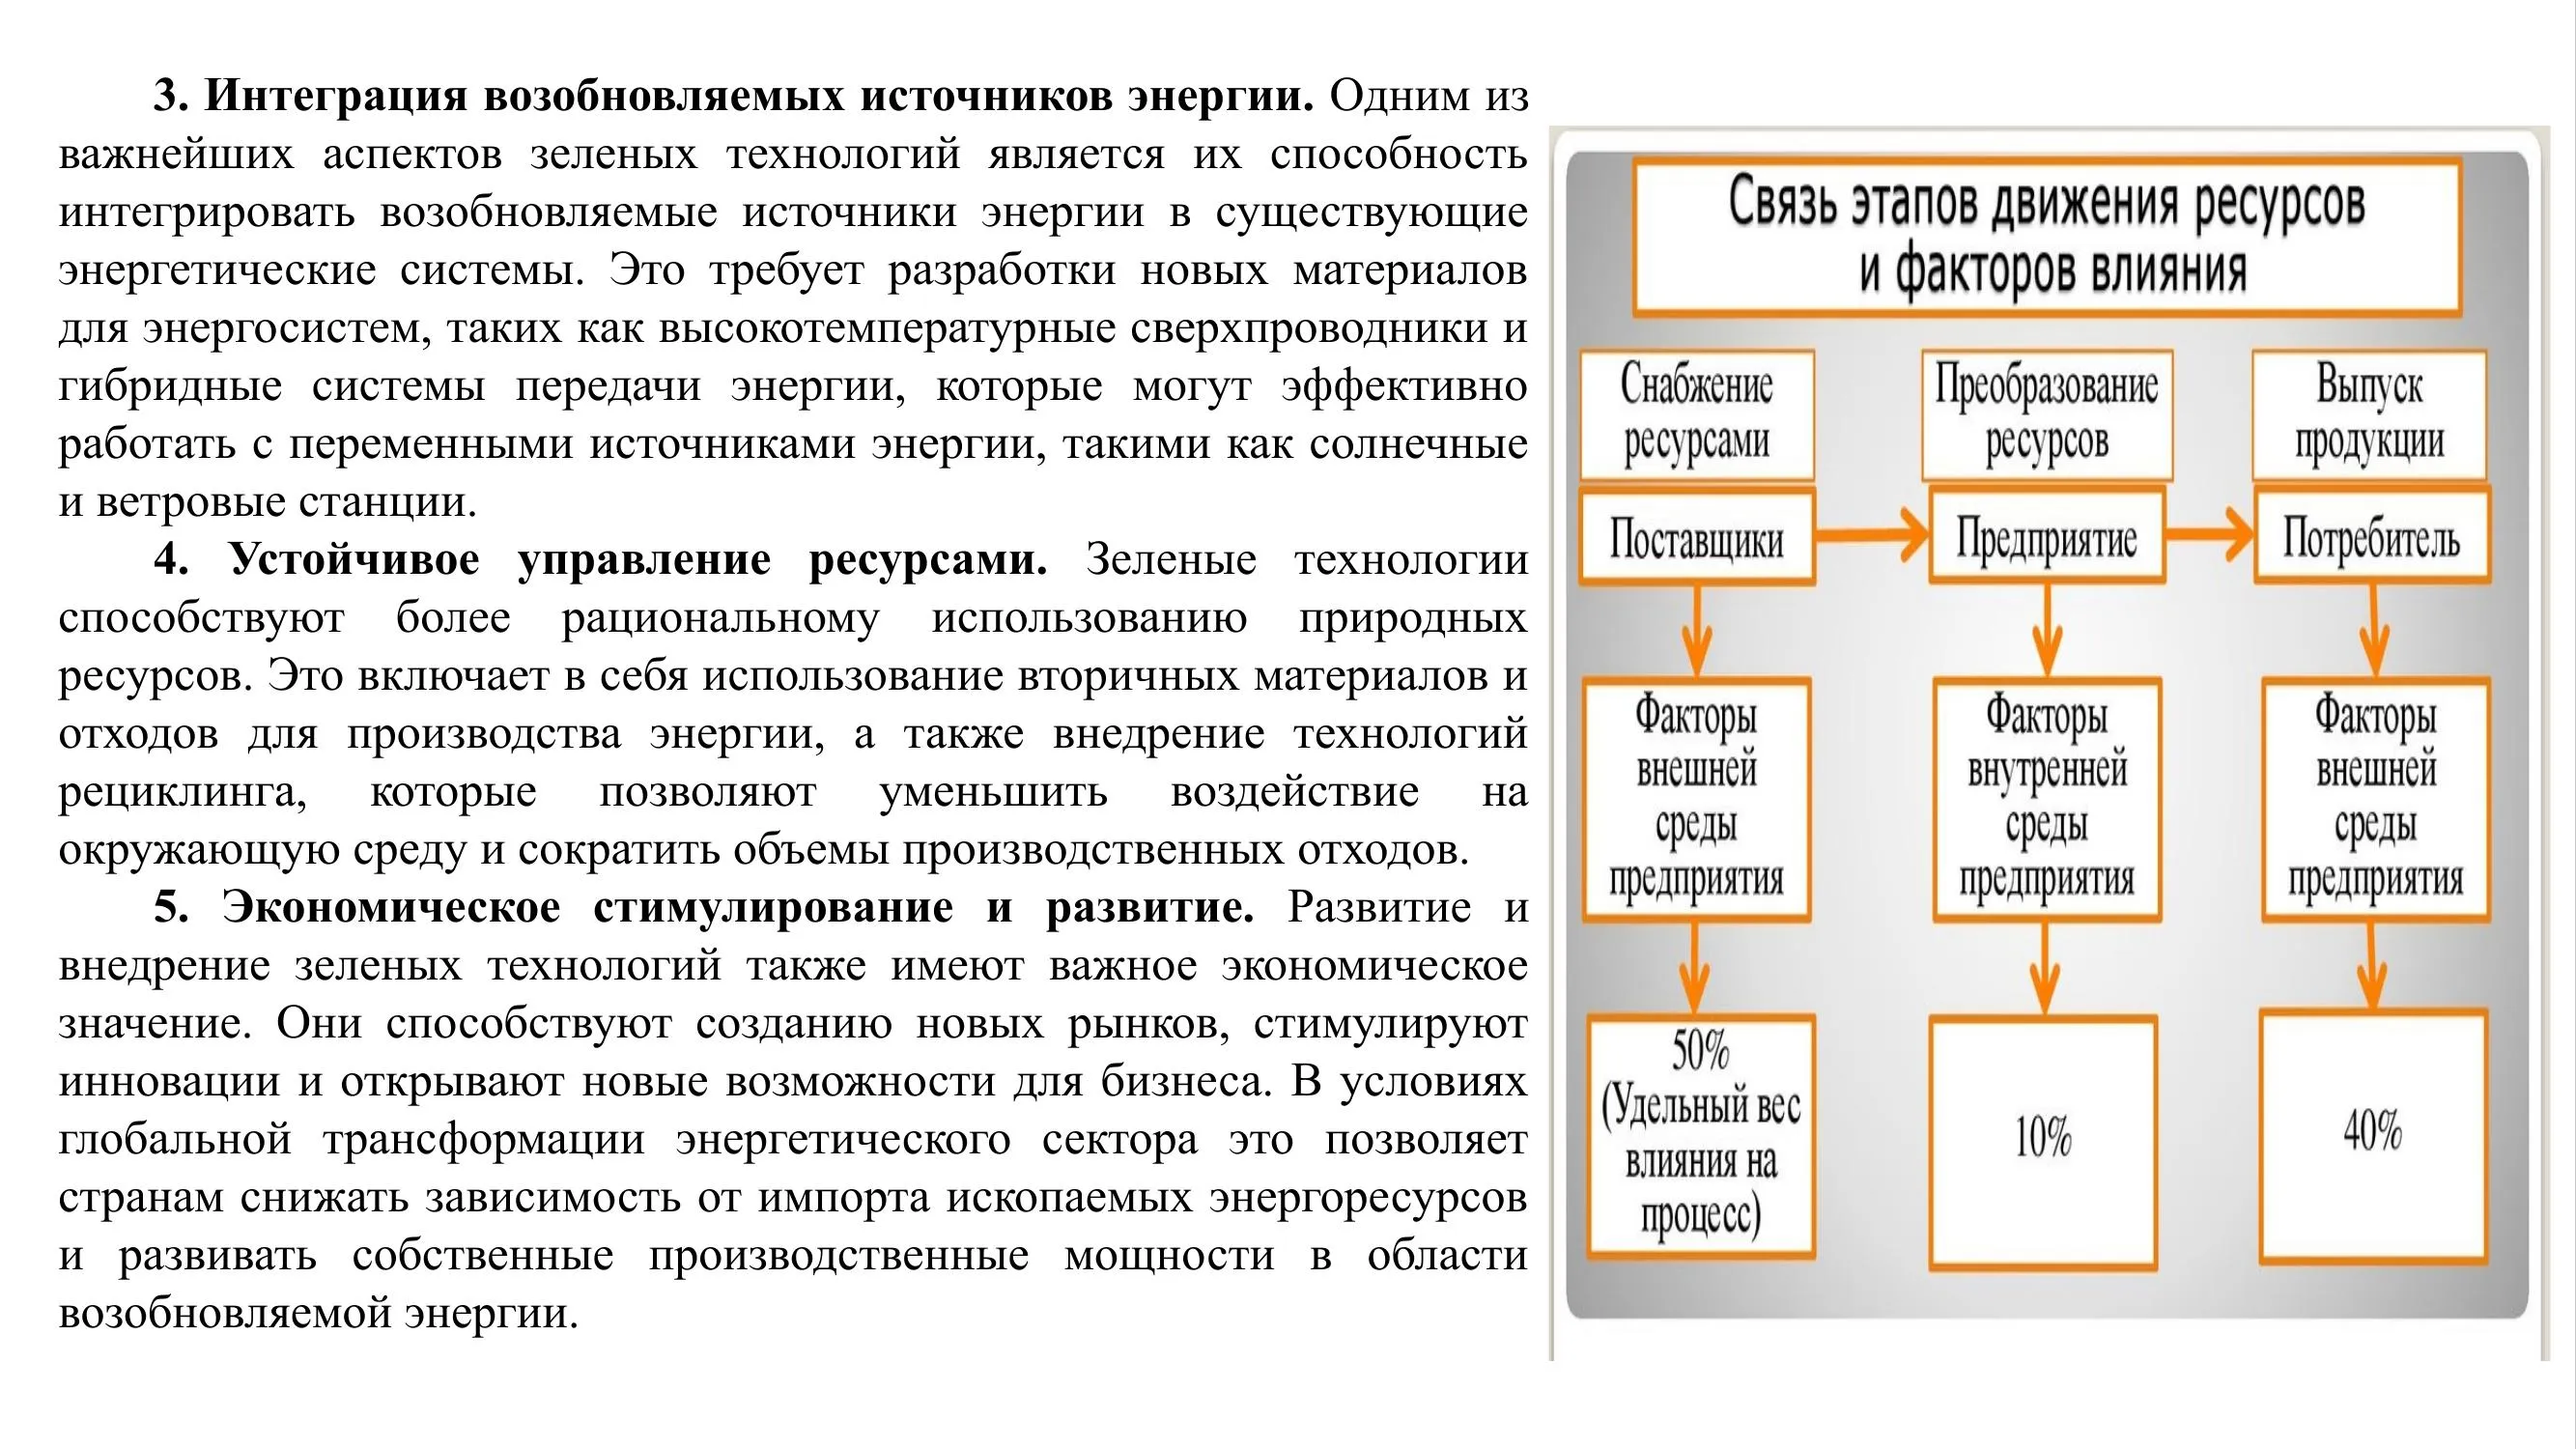 3. Интеграция возобновляемых источников энергии. Одним из
важнейших аспектов зеленых технологий является их способность
интегрировать возобновляемые источники энергии в существующие
энергетические системы. Это требует разработки новых материалов
для энергосистем, таких как высокотемпературные сверхпроводники и
гибридные системы передачи энергии, которые могут эффективно
работать с переменными источниками энергии, такими как солнечные
и ветровые станции.
4. Устойчивое управление ресурсами. Зеленые технологии
способствуют более рациональному использованию природных
ресурсов. Это включает в себя использование вторичных материалов и
отходов для производства энергии, а также внедрение технологий
рециклинга, которые позволяют уменьшить воздействие на
окружающую среду и сократить объемы производственных отходов.
5. Экономическое стимулирование и развитие. Развитие и
внедрение зеленых технологий также имеют важное экономическое
значение. Они способствуют созданию новых рынков, стимулируют
инновации и открывают новые возможности для бизнеса. В условиях
глобальной трансформации энергетического сектора это позволяет
странам снижать зависимость от импорта ископаемых энергоресурсов
и развивать собственные производственные мощности в области
возобновляемой энергии.
Связь этапов движения ресурсов
и факторов влияния
Снабжение
ресурсами
Преобразование
ресурсов
Выпуск
продукции
Поставщики
Предприятие
Потребитель
Факторы
внешней
среды
предприятия
Факторы
внутренней
среды
предприятия
Факторы
внешней
среды
предприятия
50%
(Удельный вес
влияния на
процесс)
10%
40%